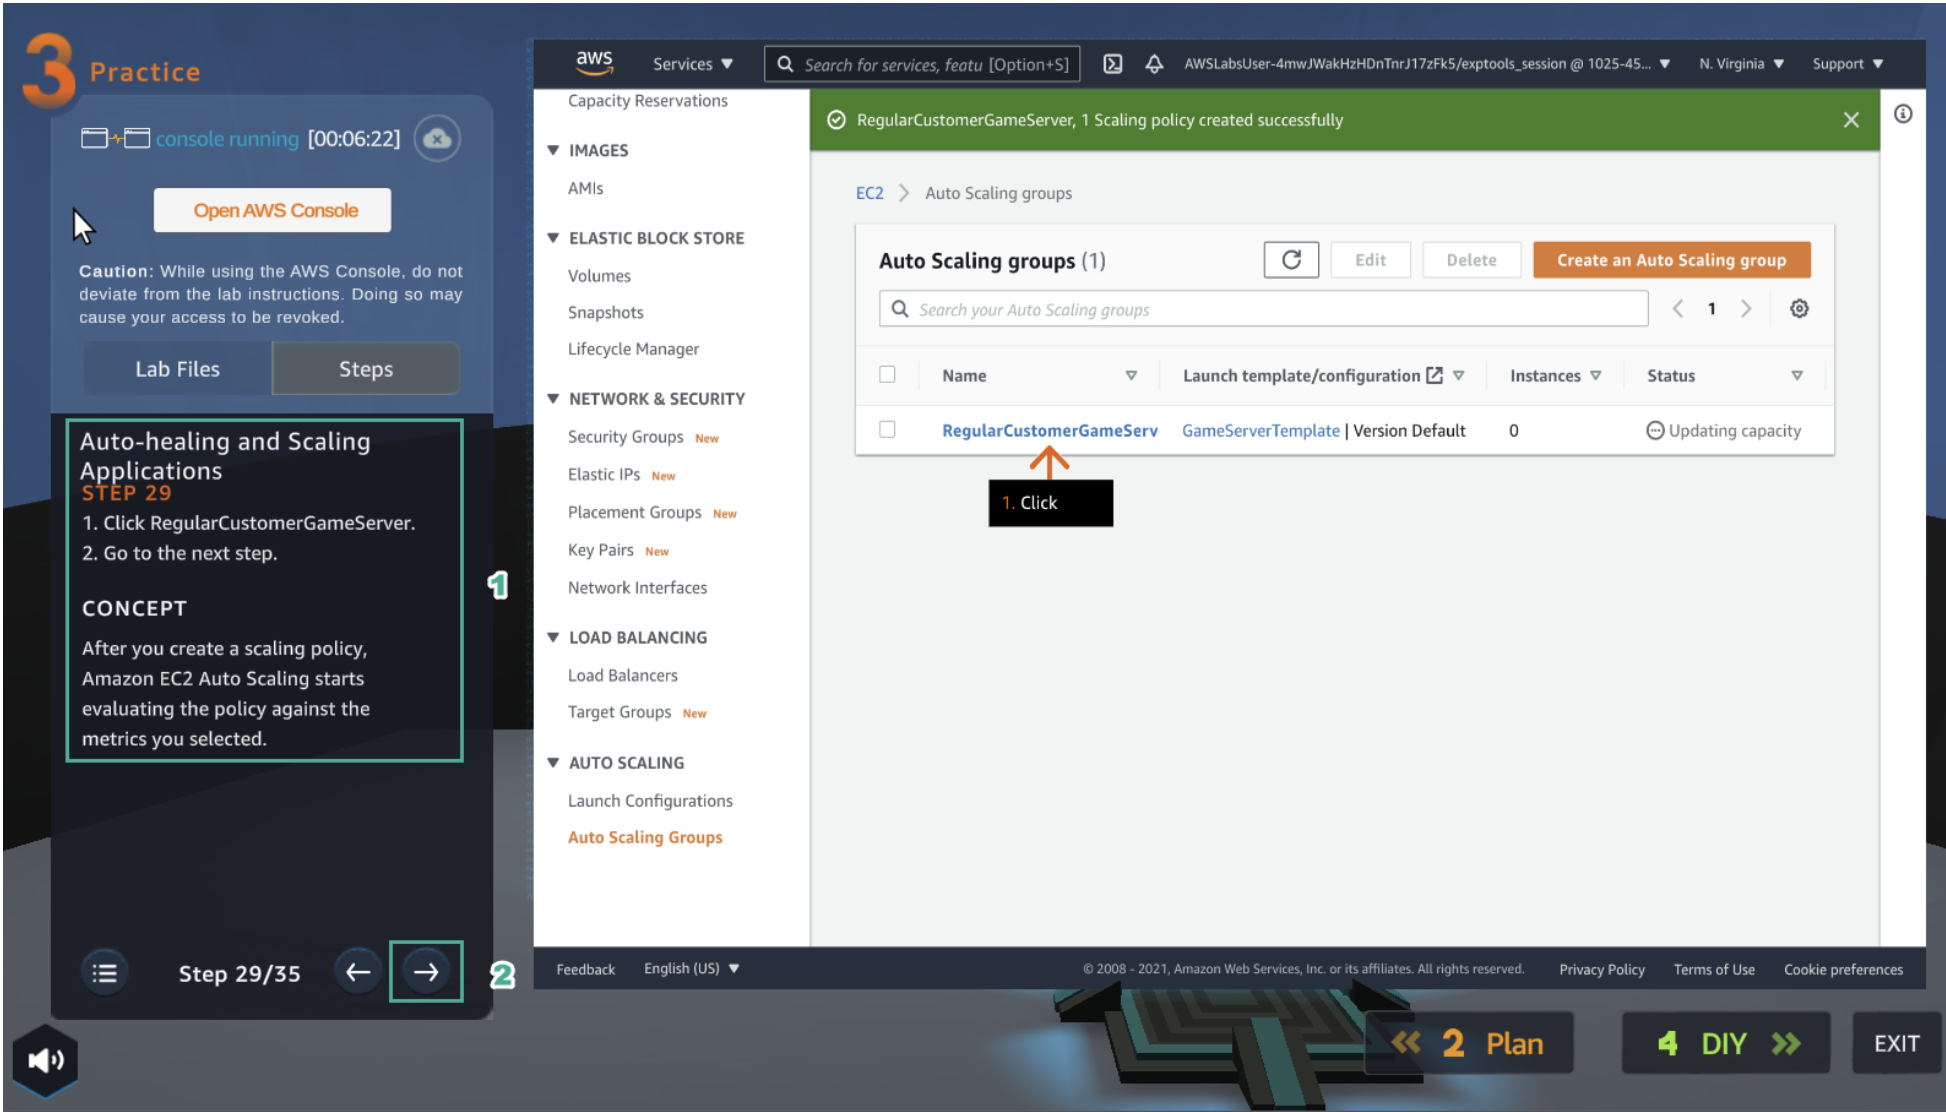 3 Practice
console running [00:06:22]
Open AWS Console
Caution: While using the AWS Console, do not
deviate from the lab instructions. Doing so may
cause your access to be revoked.
Lab Files
Steps
Auto-healing and Scaling
Applications
STEP 29
1. Click RegularCustomerGameServer.
2. Go to the next step.
CONCEPT
After you create a scaling policy,
Amazon EC2 Auto Scaling starts
evaluating the policy against the
metrics you selected.
1
Step 29/35
2
aws
Services
Search for services, featu [Option+S]
AWSLabsUser-4mwJWakHzHDnTnrJ17zFk5/exptools_session @ 1025-45...
N. Virginia
Support
Capacity Reservations
IMAGES
AMIs
ELASTIC BLOCK STORE
Volumes
Snapshots
Lifecycle Manager
NETWORK & SECURITY
Security Groups New
Elastic IPs New
Placement Groups New
Key Pairs New
Network Interfaces
LOAD BALANCING
Load Balancers
Target Groups New
AUTO SCALING
Launch Configurations
Auto Scaling Groups
RegularCustomerGameServer, 1 Scaling policy created successfully
EC2 > Auto Scaling groups
Auto Scaling groups (1)
Edit
Delete
Create an Auto Scaling group
Search your Auto Scaling groups
1
Name
Launch template/configuration
Instances
Status
RegularCustomerGameServ
GameServerTemplate | Version Default
0
Updating capacity
1. Click
Feedback
English (US)
© 2008 - 2021, Amazon Web Services, Inc. or its affiliates. All rights reserved.
Privacy Policy
Terms of Use
Cookie preferences
2 Plan
4 DIY
EXIT